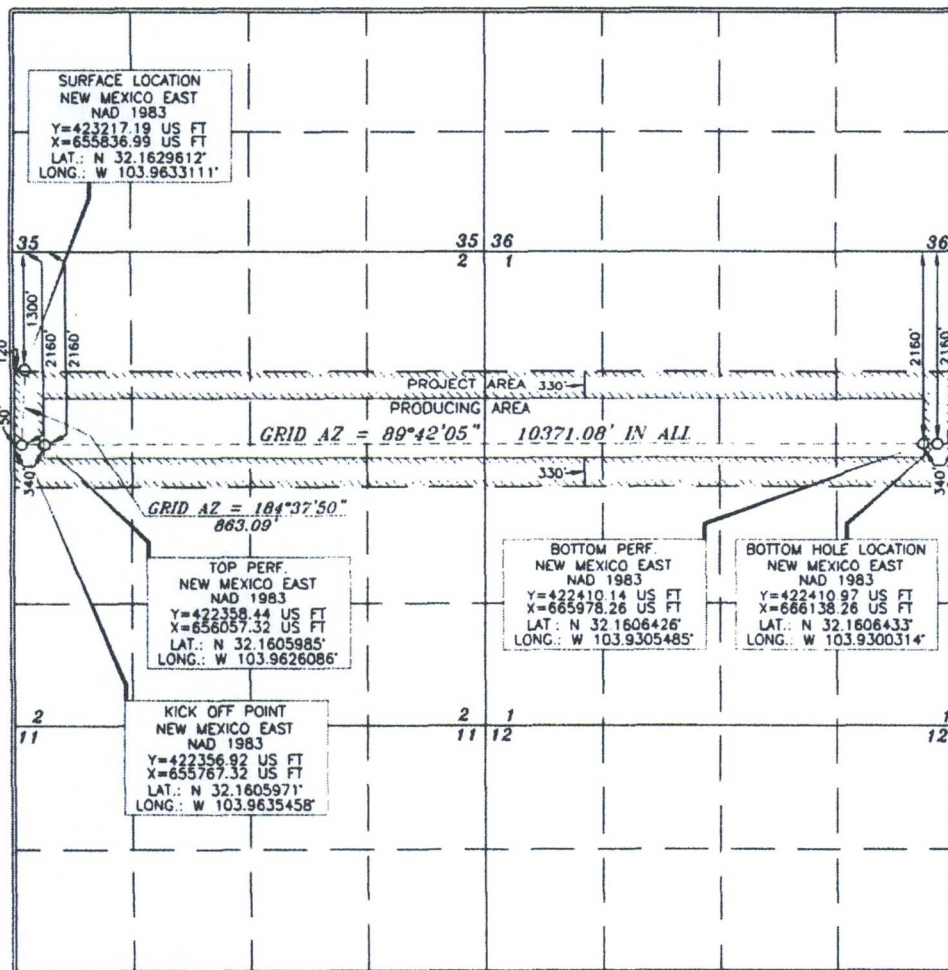 SURFACE LOCATION
NEW MEXICO EAST
NAD 1983
Y=423217.19 US FT
X=655836.99 US FT
LAT.: N 32.1629612°
LONG.: W 103.9633111°
35
35 36
36
2 1
1300'
2160'
2160'
2160'
2160'
120'
PROJECT AREA 330'
PRODUCING AREA
50'
GRID AZ = 89°42'05" 10371.08' IN ALL
340'
330'
340'
GRID AZ = 184°37'50"
863.09'
TOP PERF.
NEW MEXICO EAST
NAD 1983
Y=422358.44 US FT
X=656057.32 US FT
LAT.: N 32.1605985°
LONG.: W 103.9626086°
BOTTOM PERF.
NEW MEXICO EAST
NAD 1983
Y=422410.14 US FT
X=665978.26 US FT
LAT.: N 32.1606426°
LONG.: W 103.9305485°
BOTTOM HOLE LOCATION
NEW MEXICO EAST
NAD 1983
Y=422410.97 US FT
X=666138.26 US FT
LAT.: N 32.1606433°
LONG.: W 103.9300314°
KICK OFF POINT
NEW MEXICO EAST
NAD 1983
Y=422356.92 US FT
X=655767.32 US FT
LAT.: N 32.1605971°
LONG.: W 103.9635458°
2
11
2 1
11 12
1
12